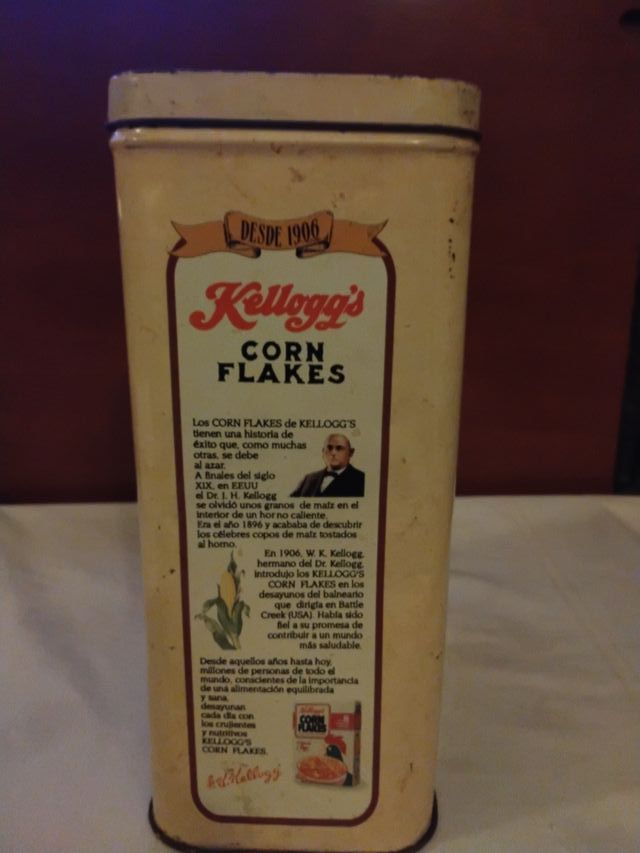 DESDE 1906
Kellogg's
CORN
FLAKES
Los CORN FLAKES de KELLOGG'S
tienen una historia de
éxito que, como muchas
otras, se debe
al azar.
A finales del siglo
XIX, en EEUU
el Dr. J. H. Kellogg
se olvidó unos granos de maíz en el
interior de un horno caliente.
Era el año 1896 y acababa de descubrir
los célebres copos de maíz tostados
al horno.
En 1906, W. K. Kellogg,
hermano del Dr. Kellogg,
introdujo los KELLOGG'S
CORN FLAKES en los
desayunos del balneario
que dirigía en Battle
Creek (USA). Había sido
fiel a su promesa de
contribuir a un mundo
más saludable.
Desde aquellos años hasta hoy,
millones de personas de todo el
mundo, conscientes de la importancia
de una alimentación equilibrada
y sana,
desayunan
cada día con
los crujientes
y nutritivos
KELLOGG'S
CORN FLAKES.
Kellogg's
CORN
FLAKES
W.K. Kellogg